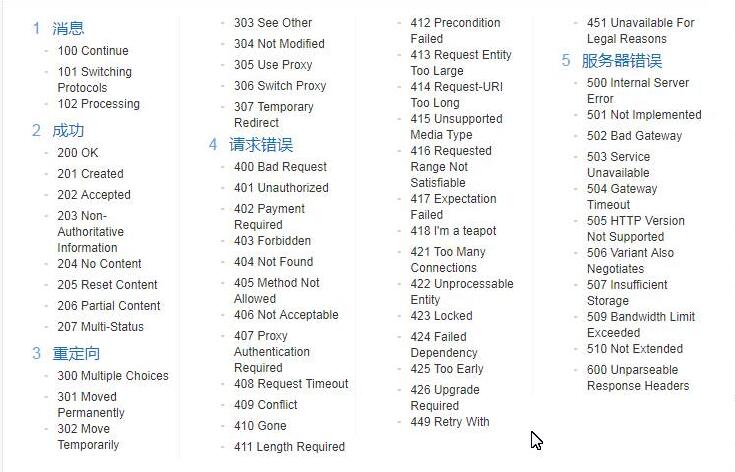 1 消息
- 100 Continue
- 101 Switching
Protocols
- 102 Processing
2 成功
- 200 OK
- 201 Created
- 202 Accepted
- 203 Non-
Authoritative
Information
- 204 No Content
- 205 Reset Content
- 206 Partial Content
- 207 Multi-Status
3 重定向
- 300 Multiple Choices
- 301 Moved
Permanently
- 302 Move
Temporarily
- 303 See Other
- 304 Not Modified
- 305 Use Proxy
- 306 Switch Proxy
- 307 Temporary
Redirect
4 请求错误
- 400 Bad Request
- 401 Unauthorized
- 402 Payment
Required
- 403 Forbidden
- 404 Not Found
- 405 Method Not
Allowed
- 406 Not Acceptable
- 407 Proxy
Authentication
Required
- 408 Request Timeout
- 409 Conflict
- 410 Gone
- 411 Length Required
- 412 Precondition
Failed
- 413 Request Entity
Too Large
- 414 Request-URI
Too Long
- 415 Unsupported
Media Type
- 416 Requested
Range Not
Satisfiable
- 417 Expectation
Failed
- 418 I'm a teapot
- 421 Too Many
Connections
- 422 Unprocessable
Entity
- 423 Locked
- 424 Failed
Dependency
- 425 Too Early
- 426 Upgrade
Required
- 449 Retry With
- 451 Unavailable For
Legal Reasons
5 服务器错误
- 500 Internal Server
Error
- 501 Not Implemented
- 502 Bad Gateway
- 503 Service
Unavailable
- 504 Gateway
Timeout
- 505 HTTP Version
Not Supported
- 506 Variant Also
Negotiates
- 507 Insufficient
Storage
- 509 Bandwidth Limit
Exceeded
- 510 Not Extended
- 600 Unparseable
Response Headers